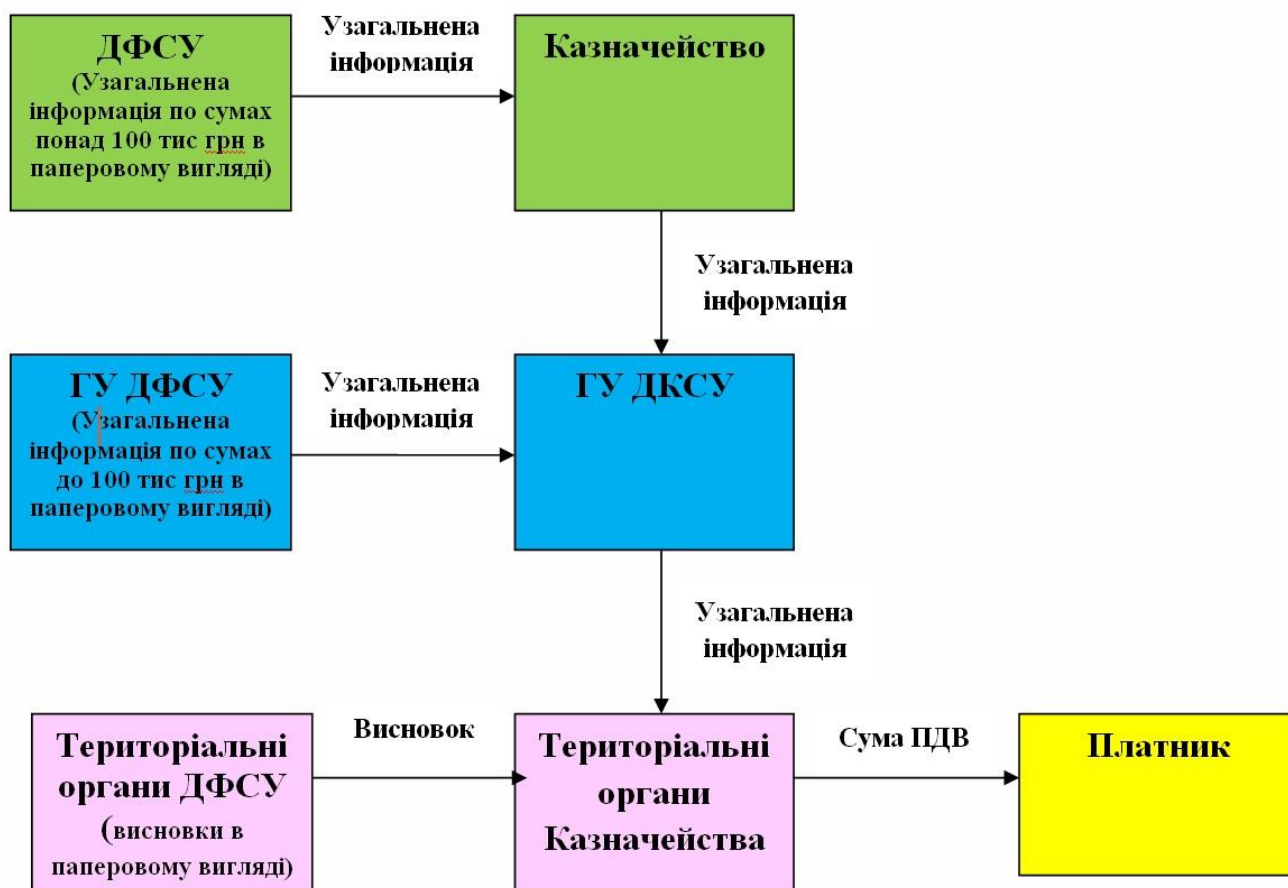 ДФСУ
(Узагальнена
інформація по сумах
понад 100 тис грн в
паперовому вигляді)
Узагальнена
інформація
Казначейство
Узагальнена
інформація
ГУ ДФСУ
(Узагальнена
інформація по сумах
до 100 тис грн в
паперовому вигляді)
Узагальнена
інформація
ГУ ДКСУ
Узагальнена
інформація
Територіальні
органи ДФСУ
(висновки в
паперовому вигляді)
Висновок
Територіальні
органи
Казначейства
Сума ПДВ
Платник